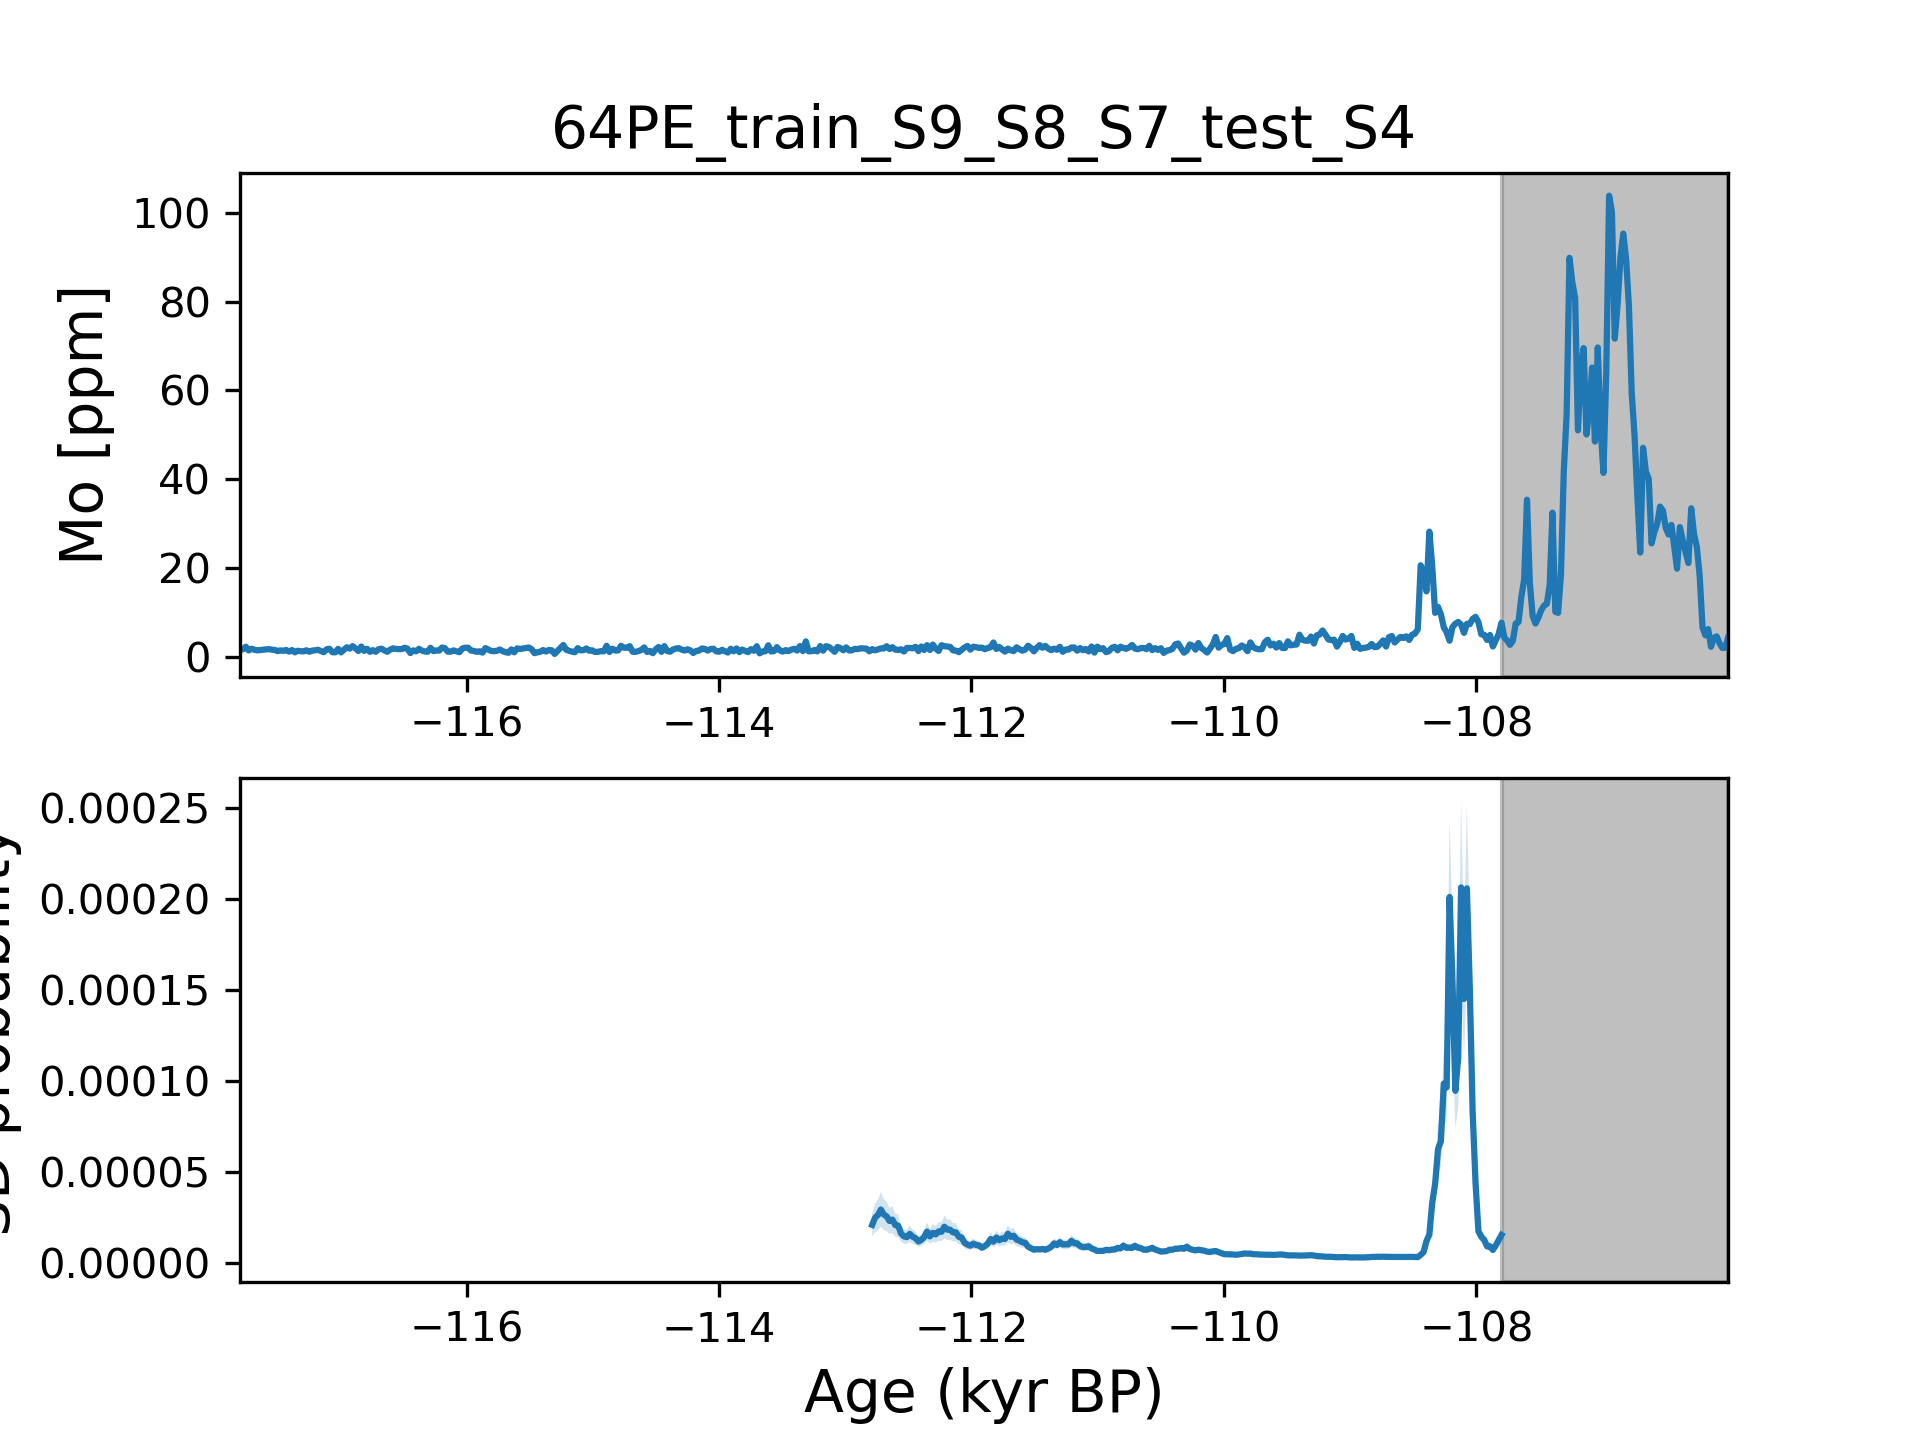 64PE_train_S9_S8_S7_test_S4
Mo [ppm]
100
80
60
40
20
0
−116 −114 −112 −110 −108
probability
0.00025
0.00020
0.00015
0.00010
0.00005
0.00000
−116 −114 −112 −110 −108
Age (kyr BP)